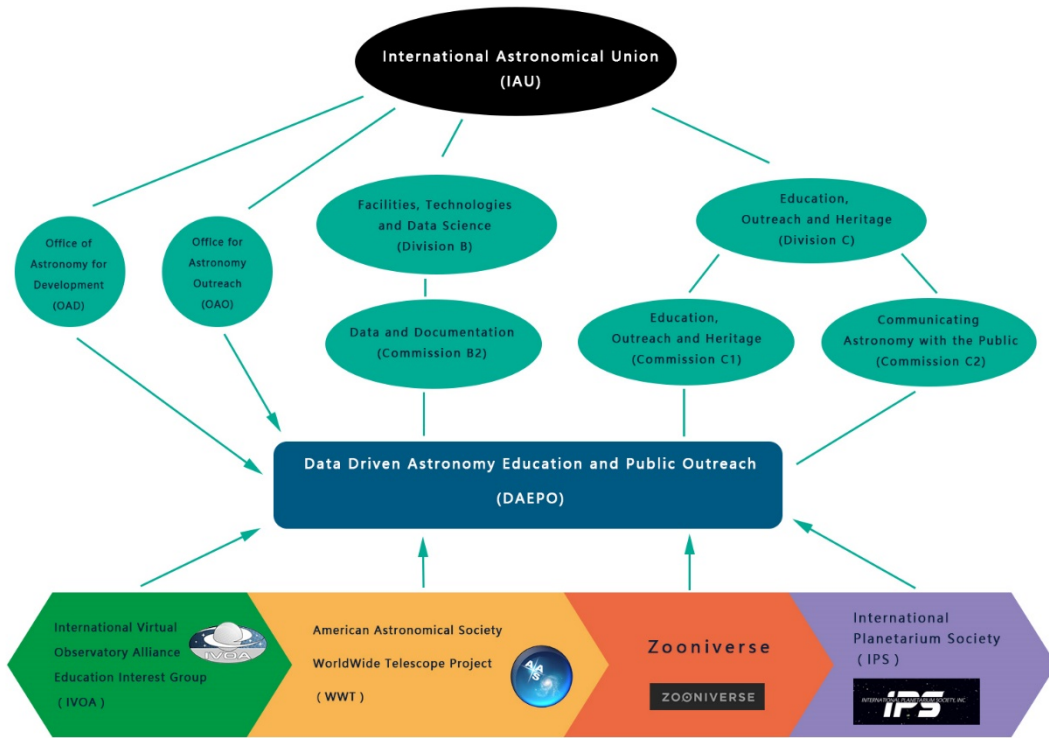 International Astronomical Union
(IAU)
Facilities, Technologies
and Data Science
(Division B)
Education,
Outreach and Heritage
(Division C)
Office of
Astronomy for
Development
(OAD)
Office for
Astronomy
Outreach
(OAO)
Data and Documentation
(Commission B2)
Education,
Outreach and Heritage
(Commission C1)
Communicating
Astronomy with the Public
(Commission C2)
Data Driven Astronomy Education and Public Outreach
(DAEPO)
International Virtual
Observatory Alliance
Education Interest Group
( IVOA )
IVOA
American Astronomical Society
WorldWide Telescope Project
( WWT )
AAS
Zooniverse
ZOONIVERSE
International
Planetarium Society
( IPS )
INTERNATIONAL PLANETARIUM SOCIETY, INC
IPS